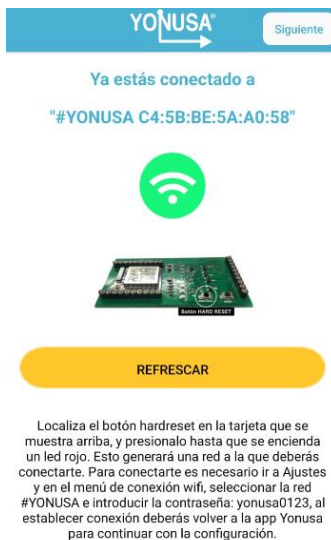 YONUSA®
Siguiente
Ya estás conectado a
"#YONUSA C4:5B:BE:5A:A0:58"
Botón HARD RESET
REFRESCAR
Localiza el botón hardreset en la tarjeta que se
muestra arriba, y presionalo hasta que se encienda
un led rojo. Esto generará una red a la que deberás
conectarte. Para conectarte es necesario ir a Ajustes
y en el menú de conexión wifi, seleccionar la red
#YONUSA e introducir la contraseña: yonusa0123, al
establecer conexión deberás volver a la app Yonusa
para continuar con la configuración.